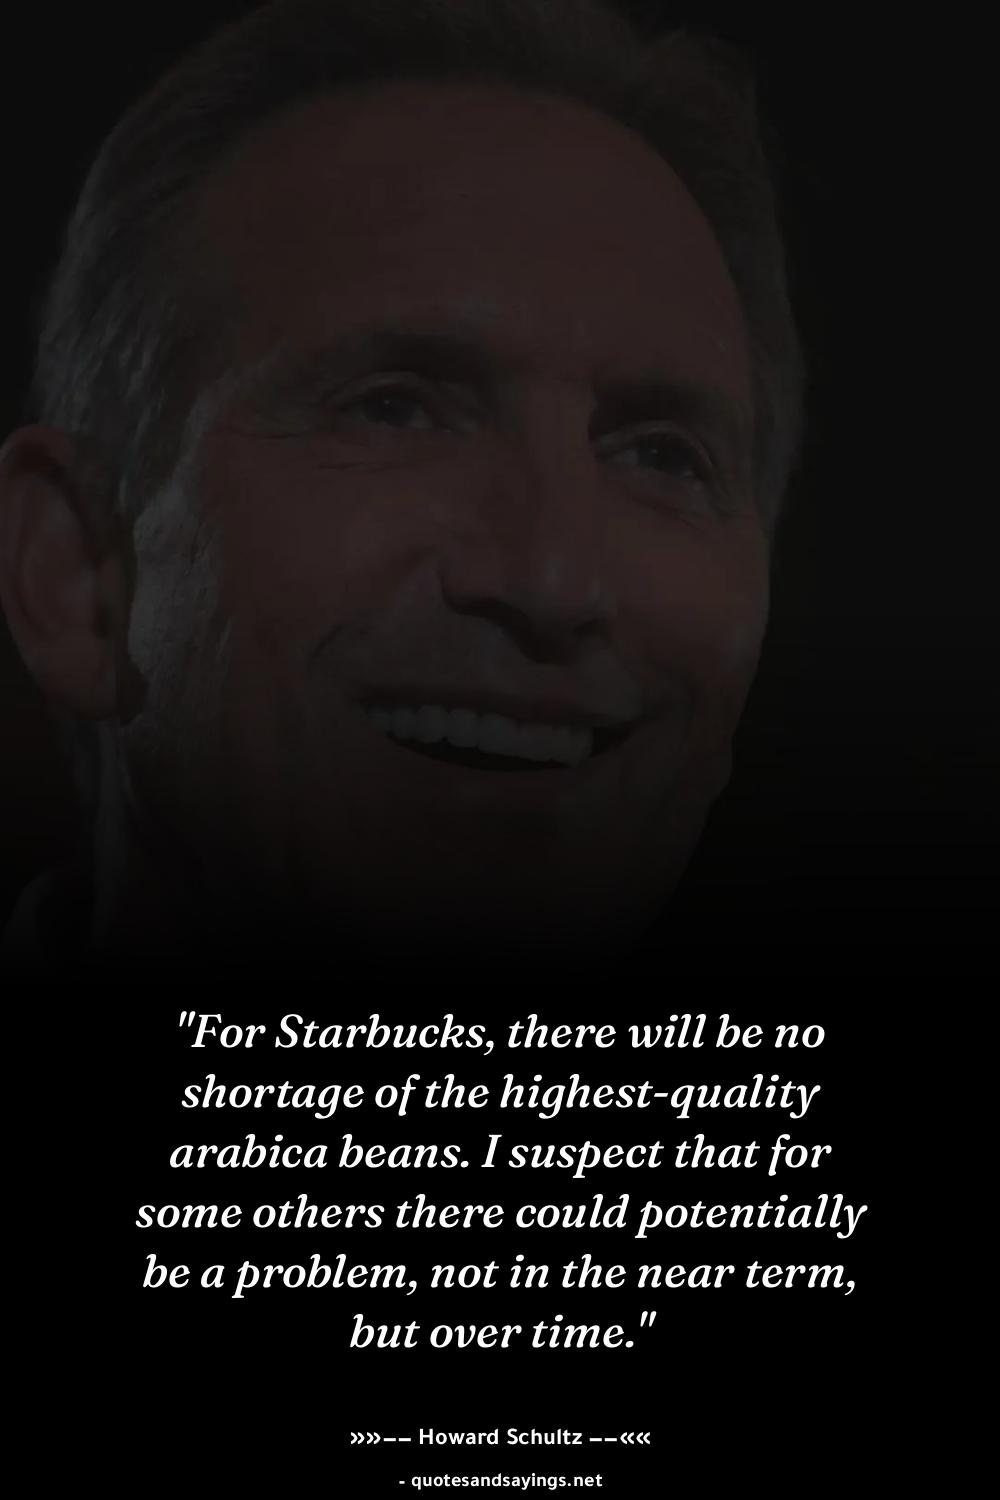 "For Starbucks, there will be no
shortage of the highest-quality
arabica beans. I suspect that for
some others there could potentially
be a problem, not in the near term,
but over time."
»»−− Howard Schultz −−««
- quotesandsayings.net